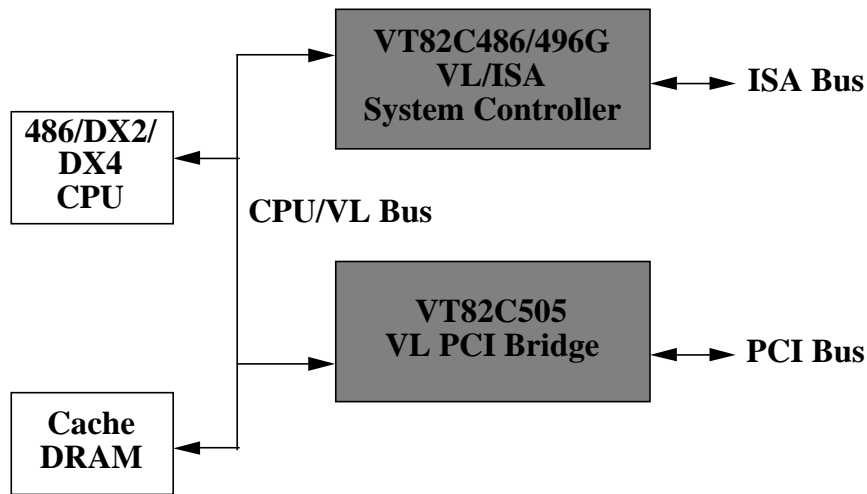 VT82C486/496G
VL/ISA
System Controller
ISA Bus
486/DX2/
DX4
CPU
CPU/VL Bus
VT82C505
VL PCI Bridge
PCI Bus
Cache
DRAM